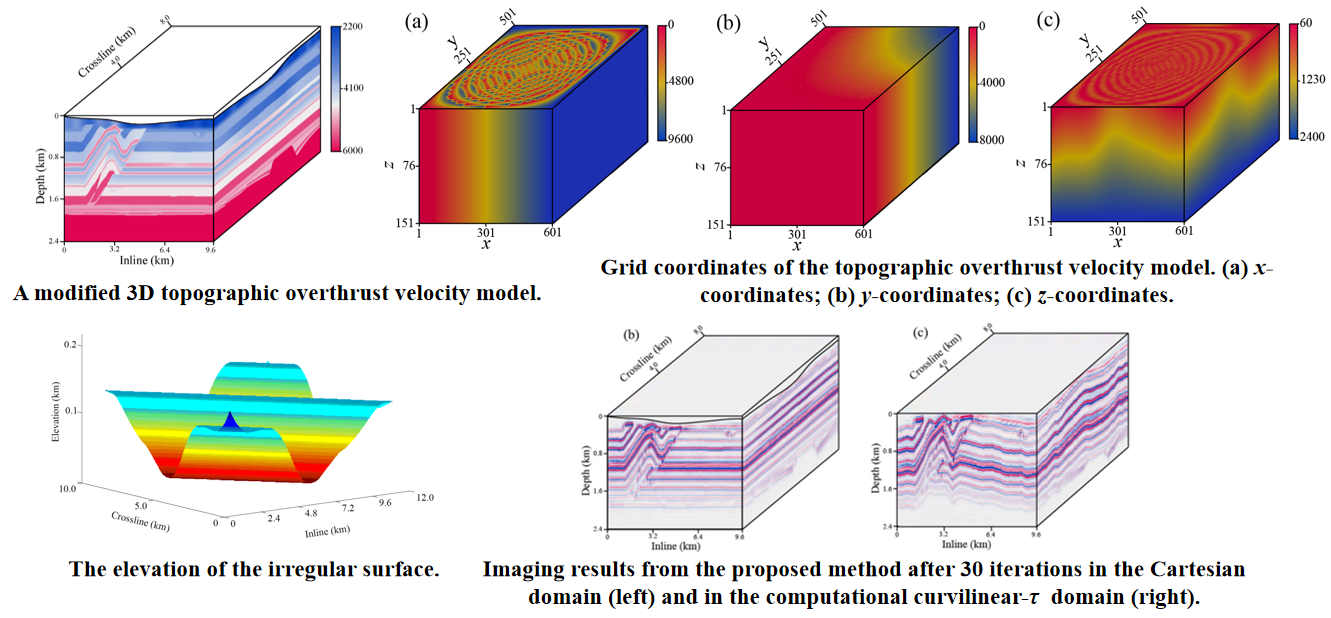 Crossline (km)
8.0
4.0
2200
4100
6000
0
0.8
1.6
2.4
Depth (km)
0
3.2
6.4
9.6
Inline (km)
A modified 3D topographic overthrust velocity model.
(a)
501
y
251
1
z
76
151
1
301
601
x
0
4800
9600
(b)
501
y
251
1
z
76
151
1
301
601
x
0
4000
8000
(c)
501
y
251
1
z
76
151
1
301
601
x
60
1230
2400
Grid coordinates of the topographic overthrust velocity model. (a) x-
coordinates; (b) y-coordinates; (c) z-coordinates.
0.2
0.1
Elevation (km)
10.0
5.0
0
Crossline (km)
0
2.4
4.8
7.2
9.6
12.0
Inline (km)
The elevation of the irregular surface.
(b)
8.0
Crossline (km)
4.0
0
0.8
1.6
2.4
Depth (km)
0
3.2
6.4
9.6
Inline (km)
(c)
8.0
Crossline (km)
4.0
0
0.8
1.6
2.4
Depth (km)
0
3.2
6.4
9.6
Inline (km)
Imaging results from the proposed method after 30 iterations in the Cartesian
domain (left) and in the computational curvilinear-τ domain (right).